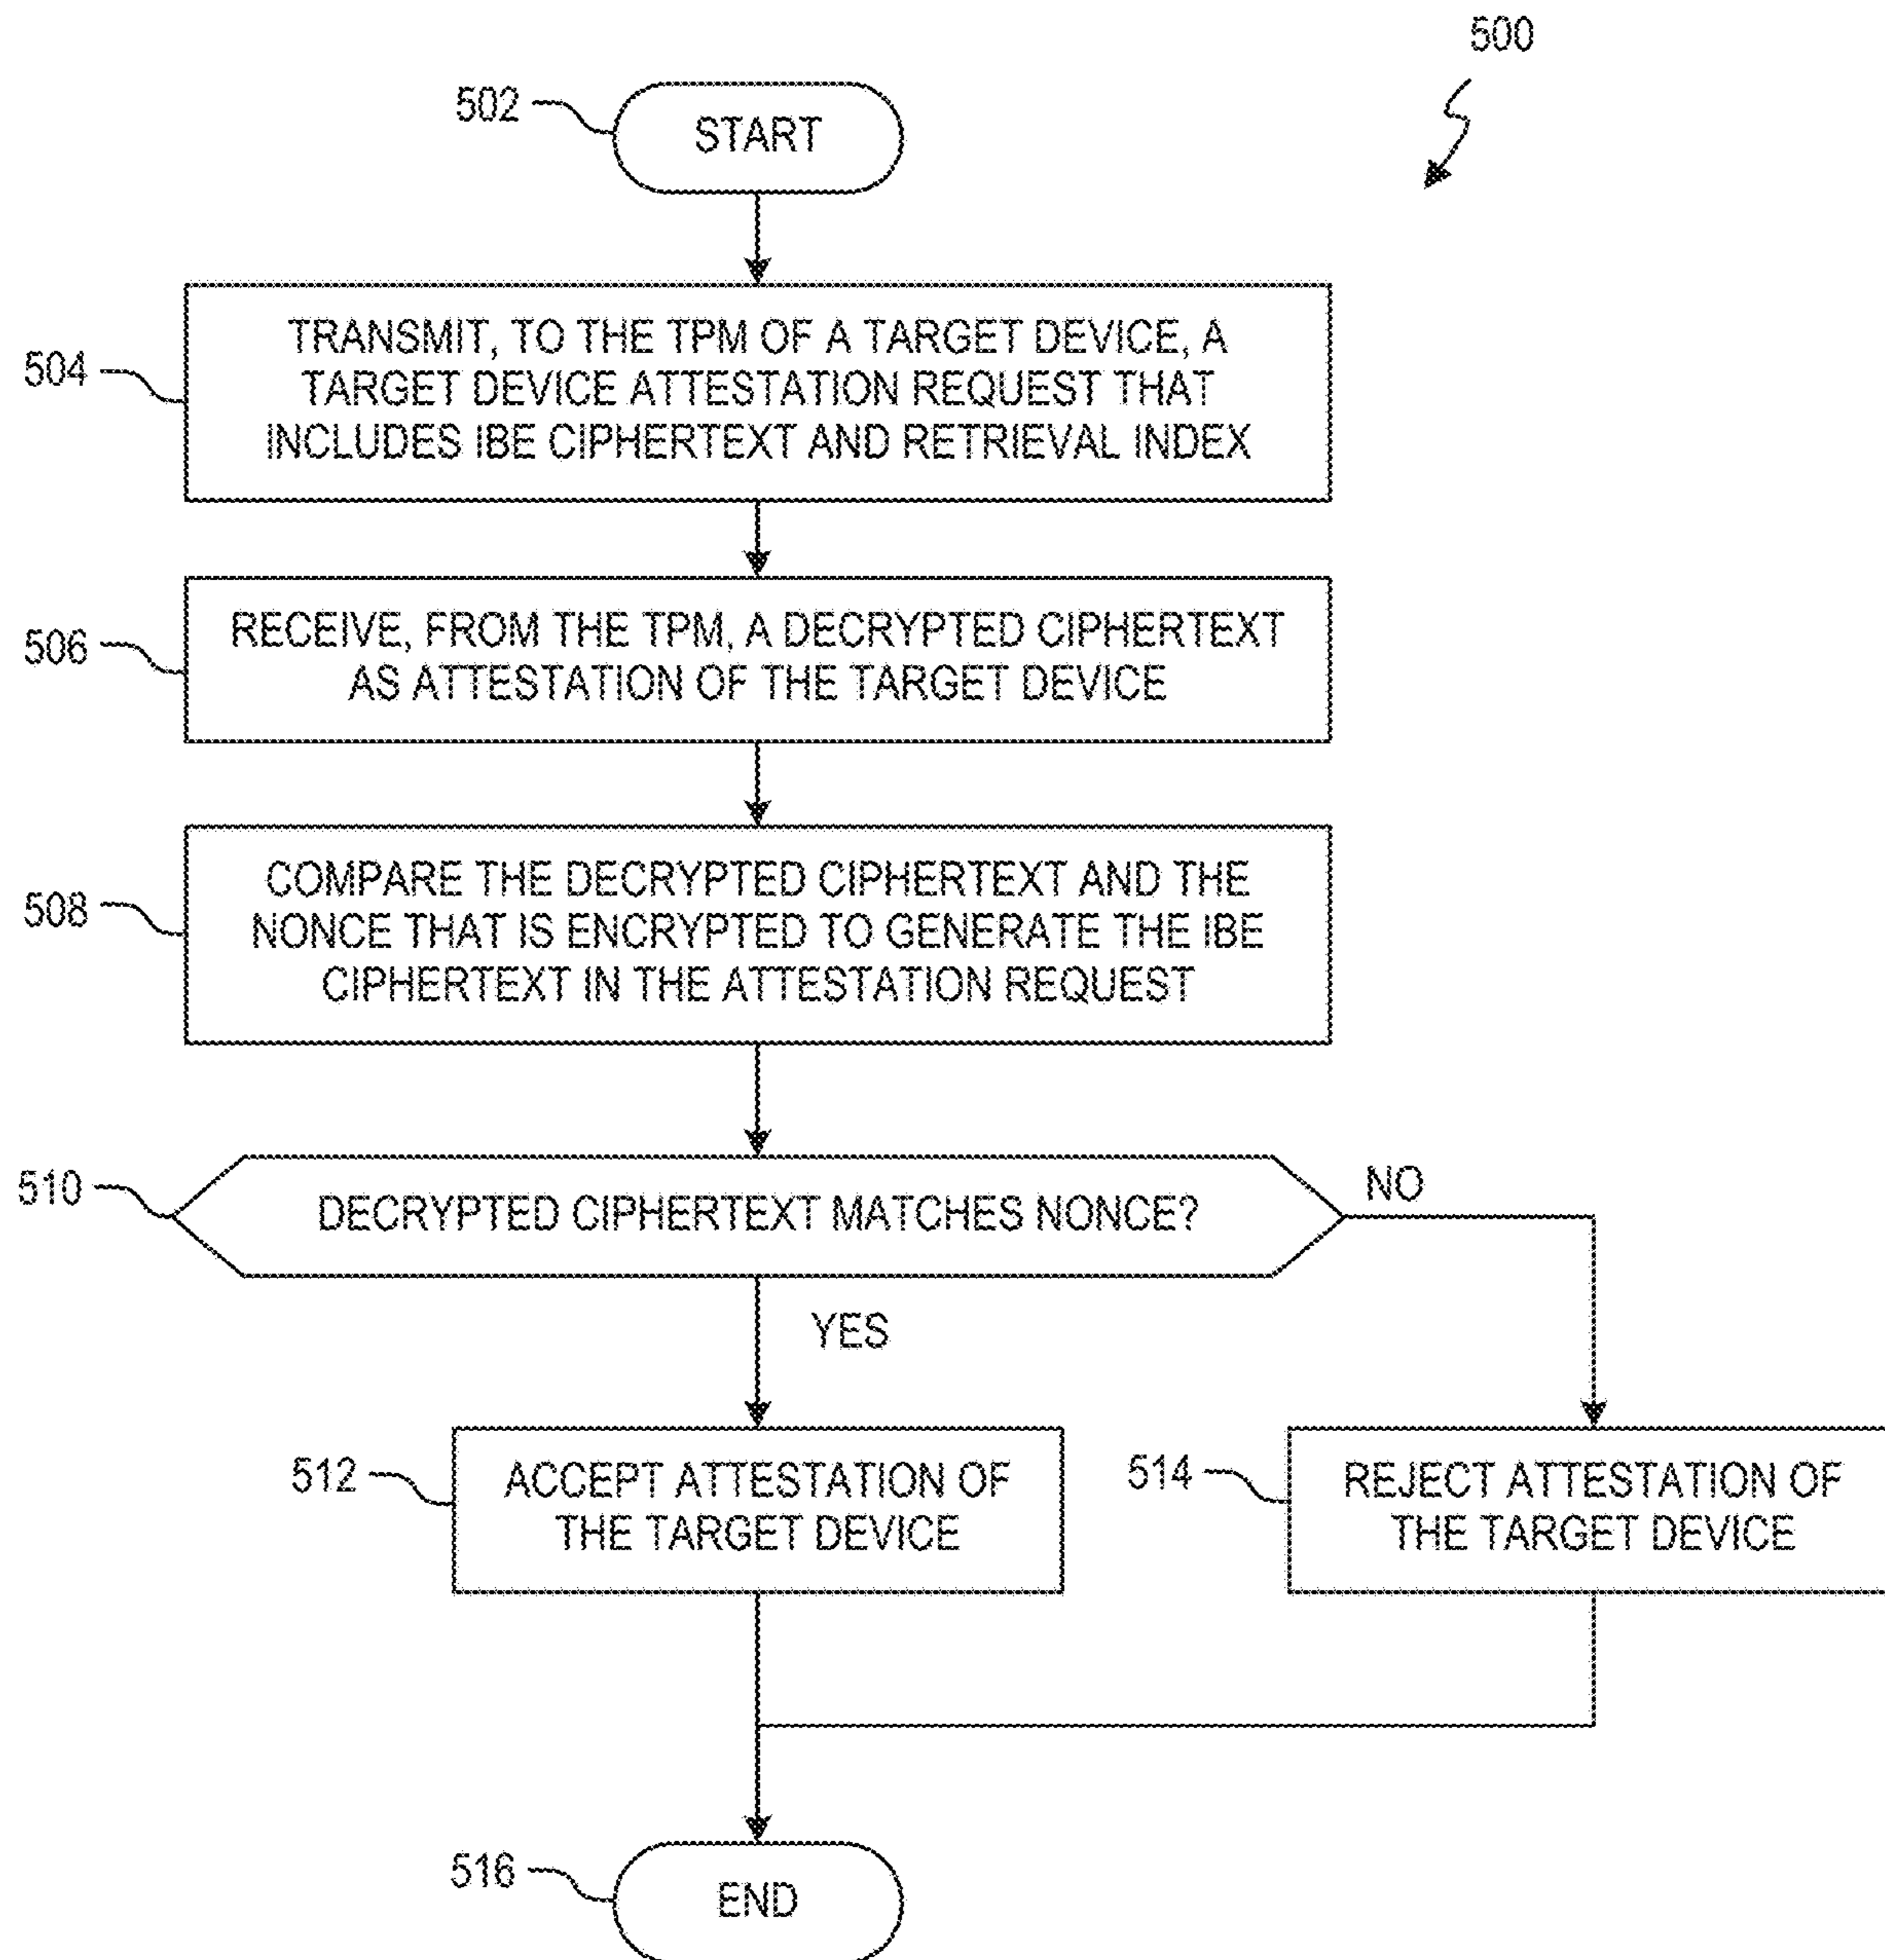 500
502
START
504
TRANSMIT, TO THE TPM OF A TARGET DEVICE, A
TARGET DEVICE ATTESTATION REQUEST THAT
INCLUDES IBE CIPHERTEXT AND RETRIEVAL INDEX
506
RECEIVE, FROM THE TPM, A DECRYPTED CIPHERTEXT
AS ATTESTATION OF THE TARGET DEVICE
508
COMPARE THE DECRYPTED CIPHERTEXT AND THE
NONCE THAT IS ENCRYPTED TO GENERATE THE IBE
CIPHERTEXT IN THE ATTESTATION REQUEST
510
DECRYPTED CIPHERTEXT MATCHES NONCE?
NO
YES
512
ACCEPT ATTESTATION OF
THE TARGET DEVICE
514
REJECT ATTESTATION OF
THE TARGET DEVICE
516
END